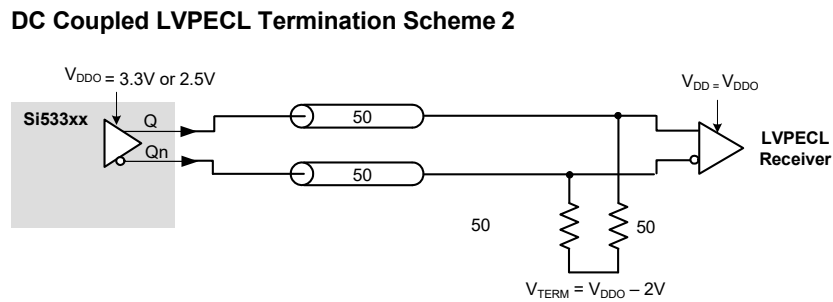 DC Coupled LVPECL Termination Scheme 2
VDDO = 3.3V or 2.5V
VDD = VDDO
Si533xx
Q
50
LVPECL
Receiver
Qn
50
50
50
VTERM = VDDO – 2V